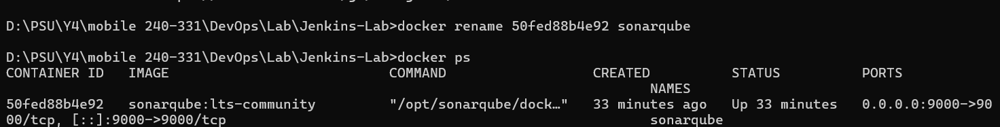 D:\PSU\Y4\mobile 240-331\DevOps\Lab\Jenkins-Lab>docker rename 50fed88b4e92 sonarqube
D:\PSU\Y4\mobile 240-331\DevOps\Lab\Jenkins-Lab>docker ps
CONTAINER ID   IMAGE                           COMMAND                  CREATED          STATUS          PORTS
                                                                               NAMES
50fed88b4e92   sonarqube:lts-community         "/opt/sonarqube/dock…"   33 minutes ago   Up 33 minutes   0.0.0.0:9000->90
00/tcp, [::]:9000->9000/tcp                                                    sonarqube